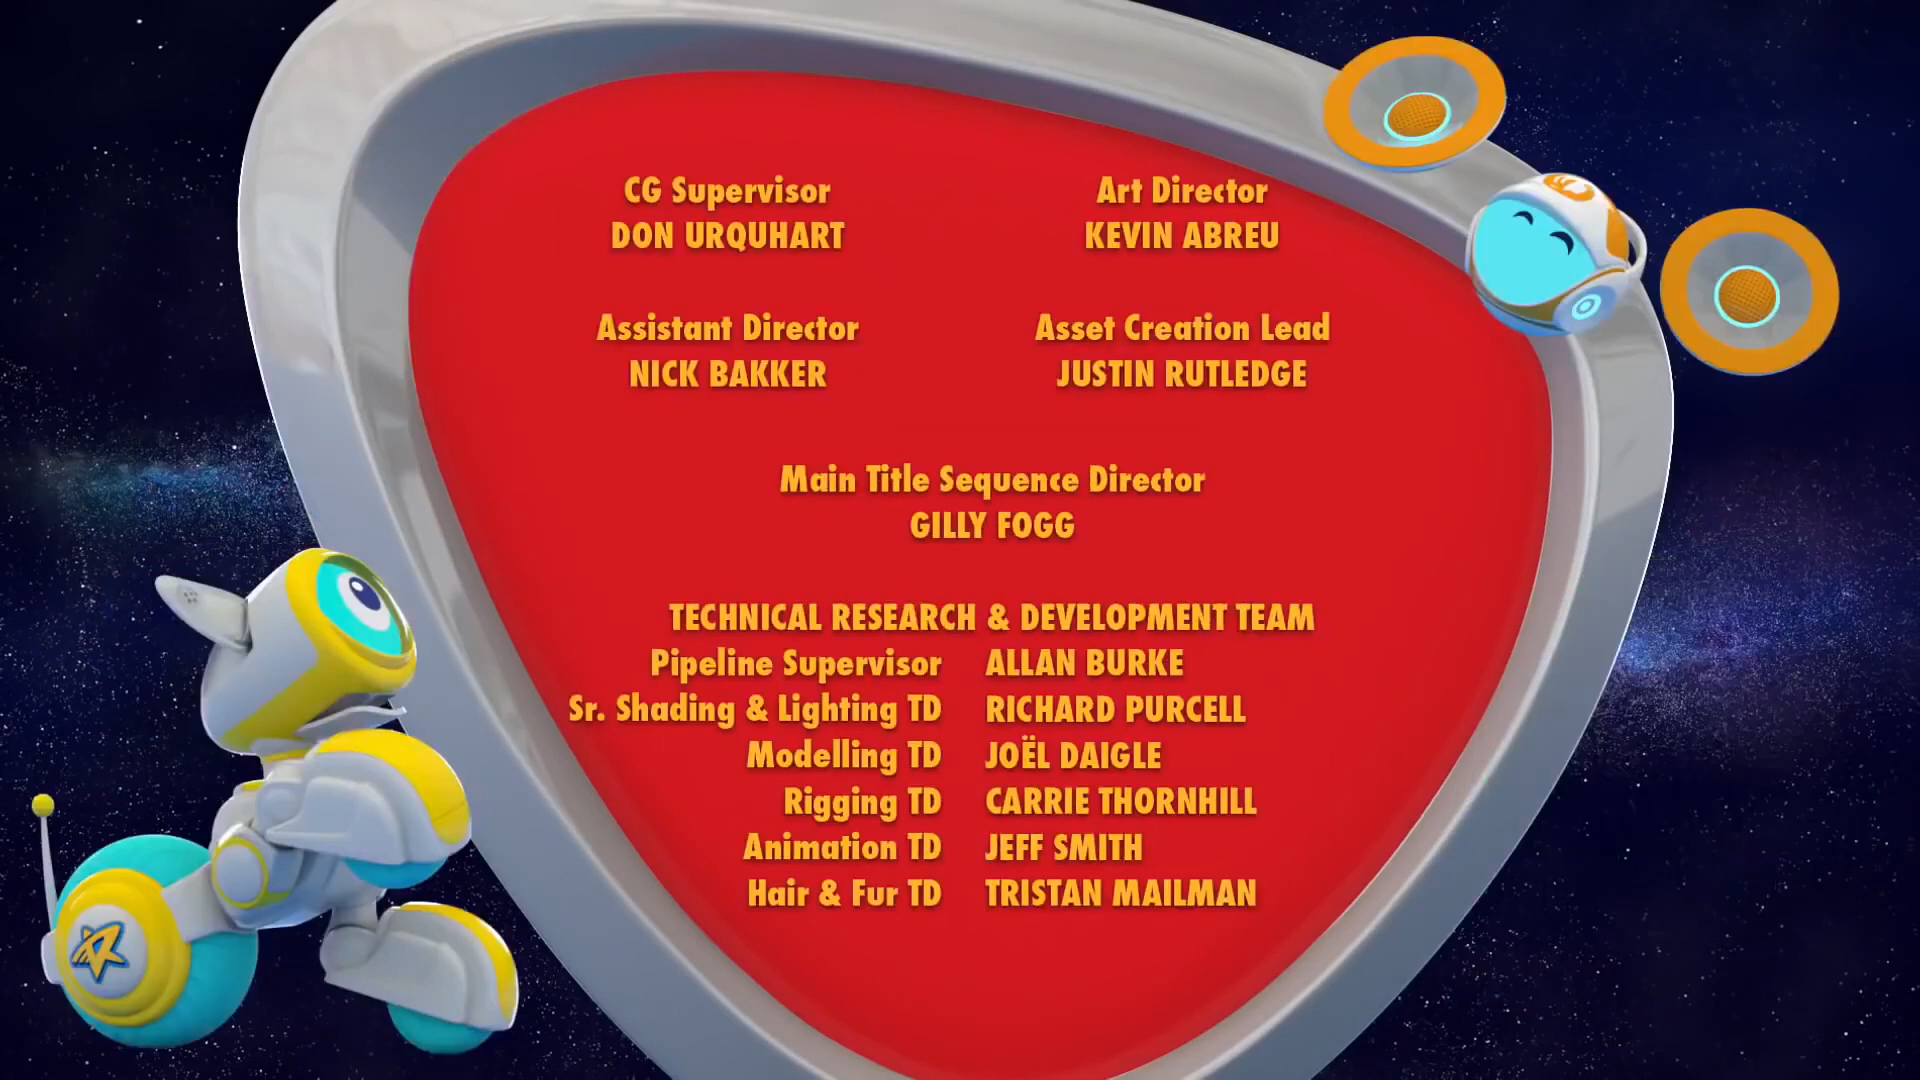 CG Supervisor
DON URQUHART
Art Director
KEVIN ABREU
Assistant Director
NICK BAKKER
Asset Creation Lead
JUSTIN RUTLEDGE
Main Title Sequence Director
GILLY FOGG
TECHNICAL RESEARCH & DEVELOPMENT TEAM
Pipeline Supervisor ALLAN BURKE
Sr. Shading & Lighting TD RICHARD PURCELL
Modelling TD JOËL DAIGLE
Rigging TD CARRIE THORNHILL
Animation TD JEFF SMITH
Hair & Fur TD TRISTAN MAILMAN